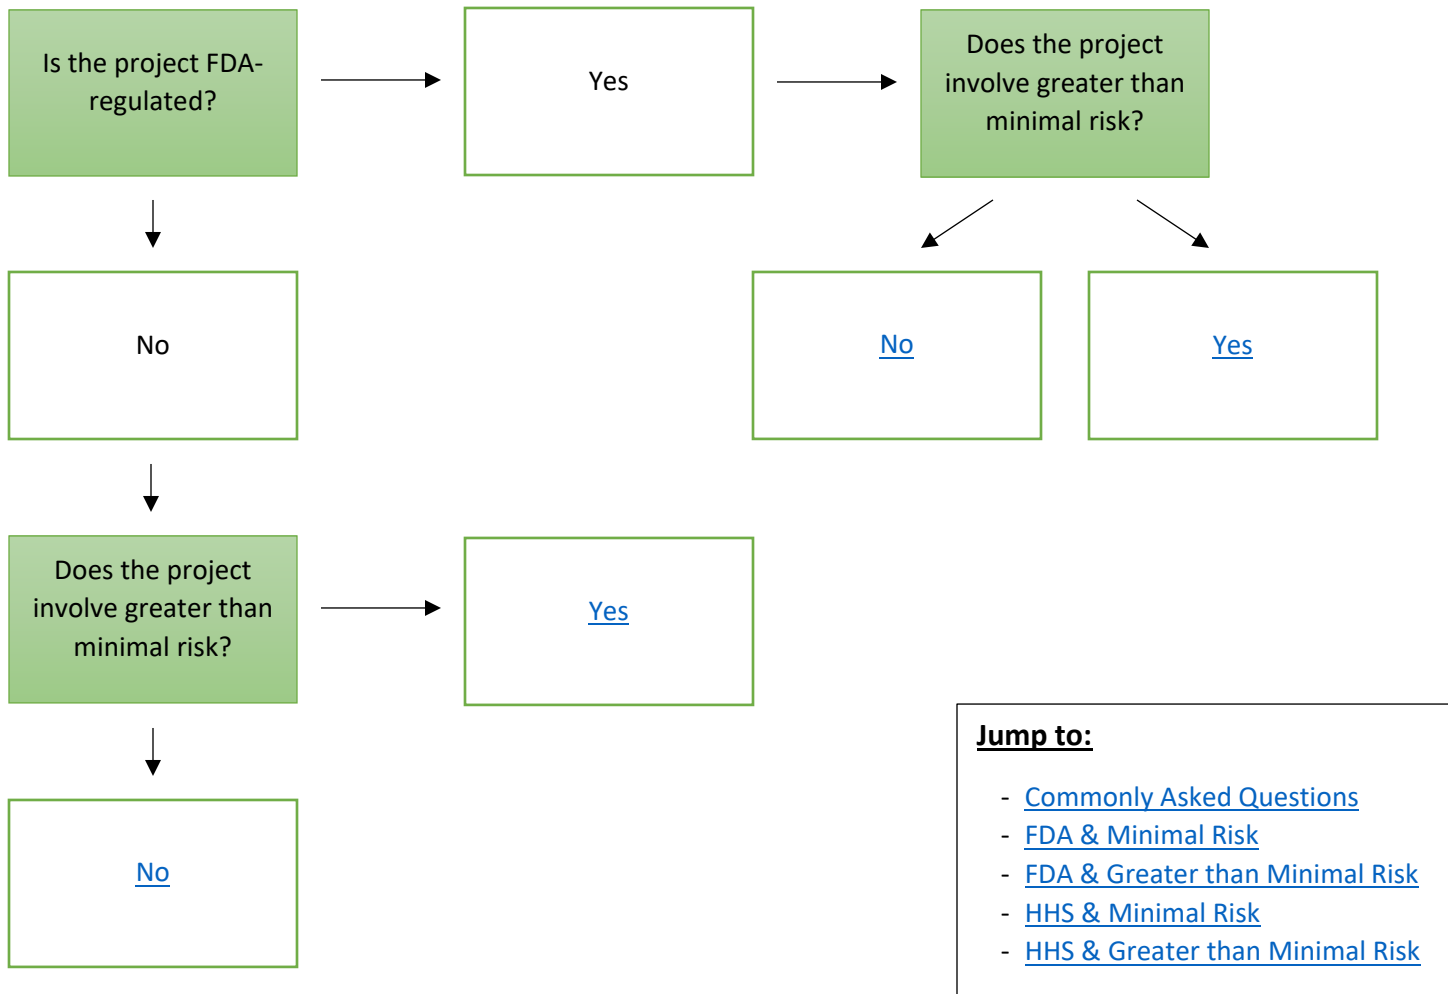 Is the project FDA-
regulated?
Yes
Does the project
involve greater than
minimal risk?
No
No
Yes
Does the project
involve greater than
minimal risk?
Yes
No
Jump to:
- Commonly Asked Questions
- FDA & Minimal Risk
- FDA & Greater than Minimal Risk
- HHS & Minimal Risk
- HHS & Greater than Minimal Risk